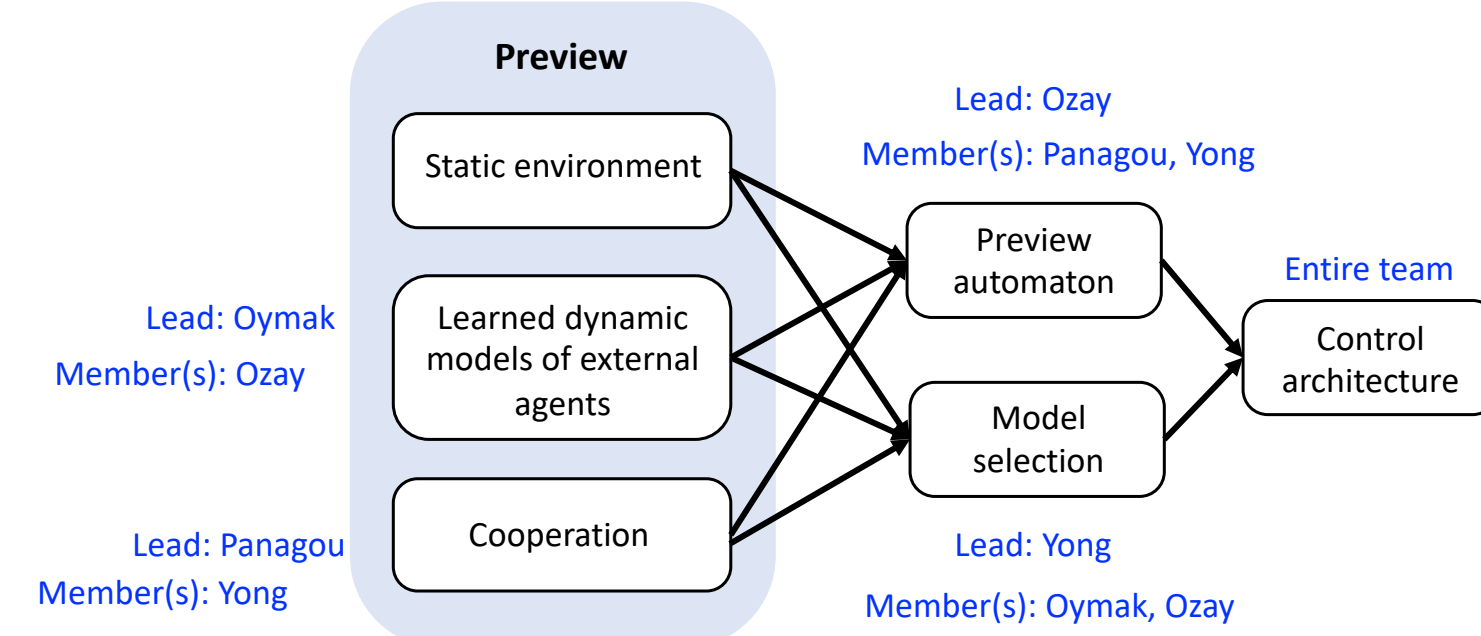 Preview
Static environment
Lead: Oymak
Member(s): Ozay
Learned dynamic
models of external
agents
Lead: Panagou
Member(s): Yong
Cooperation
Lead: Ozay
Member(s): Panagou, Yong
Preview
automaton
Model
selection
Lead: Yong
Member(s): Oymak, Ozay
Entire team
Control
architecture